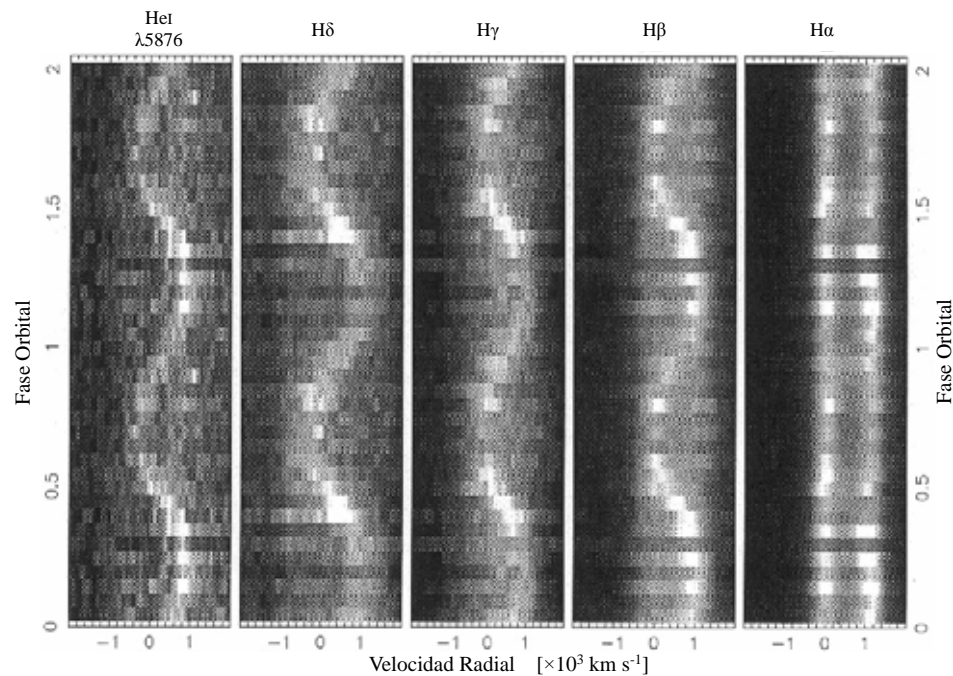 HeI Hδ Hγ Hβ Hα
λ5876
2 2
1.5 1.5
Fase Orbital Fase Orbital
1 1
0.5 0.5
0 0
−1 0 1 −1 0 1 −1 0 1 −1 0 1 −1 0 1
Velocidad Radial [×10³ km s⁻¹]